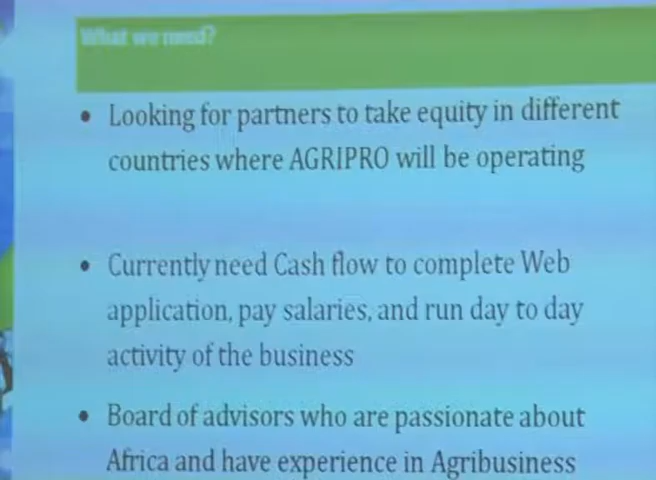 What we need?
• Looking for partners to take equity in different
countries where AGRIPRO will be operating
• Currently need Cash flow to complete Web
application, pay salaries, and run day to day
activity of the business
• Board of advisors who are passionate about
Africa and have experience in Agribusiness